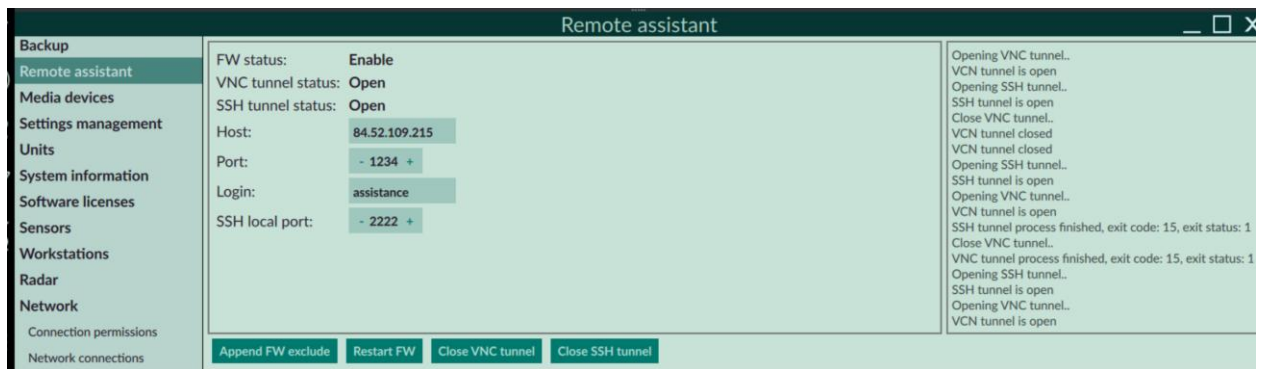 Remote assistant
Backup
Remote assistant
Media devices
Settings management
Units
System information
Software licenses
Sensors
Workstations
Radar
Network
Connection permissions
Network connections
FW status: Enable
VNC tunnel status: Open
SSH tunnel status: Open
Host: 84.52.109.215
Port: - 1234 +
Login: assistance
SSH local port: - 2222 +
Append FW exclude Restart FW Close VNC tunnel Close SSH tunnel
Opening VNC tunnel..
VCN tunnel is open
Opening SSH tunnel..
SSH tunnel is open
Close VNC tunnel..
VCN tunnel closed
VCN tunnel closed
Opening SSH tunnel..
SSH tunnel is open
Opening VNC tunnel..
VCN tunnel is open
SSH tunnel process finished, exit code: 15, exit status: 1
Close VNC tunnel..
VNC tunnel process finished, exit code: 15, exit status: 1
Opening SSH tunnel..
SSH tunnel is open
Opening VNC tunnel..
VCN tunnel is open